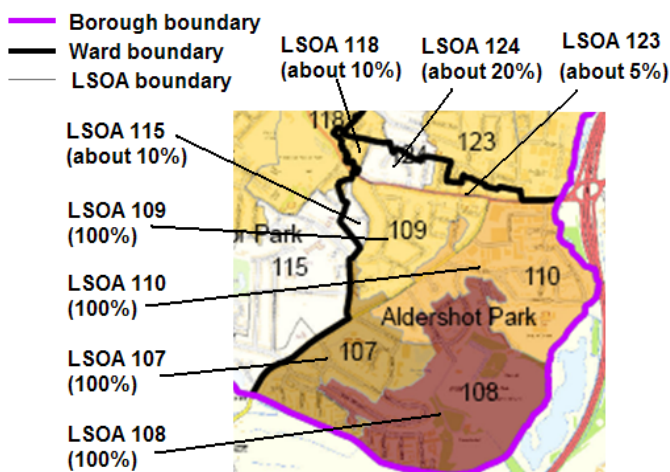 Borough boundary
Ward boundary
LSOA boundary
LSOA 118
(about 10%)
LSOA 124
(about 20%)
LSOA 123
(about 5%)
LSOA 115
(about 10%)
LSOA 109
(100%)
LSOA 110
(100%)
LSOA 107
(100%)
LSOA 108
(100%)
118
123
109
Park
115
110
Aldershot Park
107
108